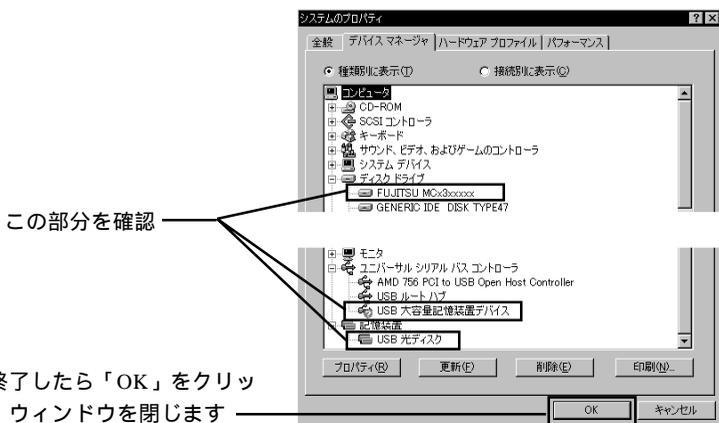 システムのプロパティ
? ×
全般 デバイス マネージャ ハードウェア プロファイル パフォーマンス
種類別に表示(T) 接続別に表示(C)
コンピュータ
CD-ROM
SCSI コントローラ
キーボード
サウンド、ビデオ、およびゲームのコントローラ
システム デバイス
ディスク ドライブ
FUJITSU MCx3xxxxx
GENERIC IDE DISK TYPE47
この部分を確認
モニタ
ユニバーサル シリアル バス コントローラ
AMD 756 PCI to USB Open Host Controller
USB ルート ハブ
USB 大容量記憶装置デバイス
記憶装置
USB 光ディスク
プロパティ(R) 更新(F) 削除(E) 印刷(N)...
終了したら「OK」をクリッ
ウィンドウを閉じます
OK キャンセル